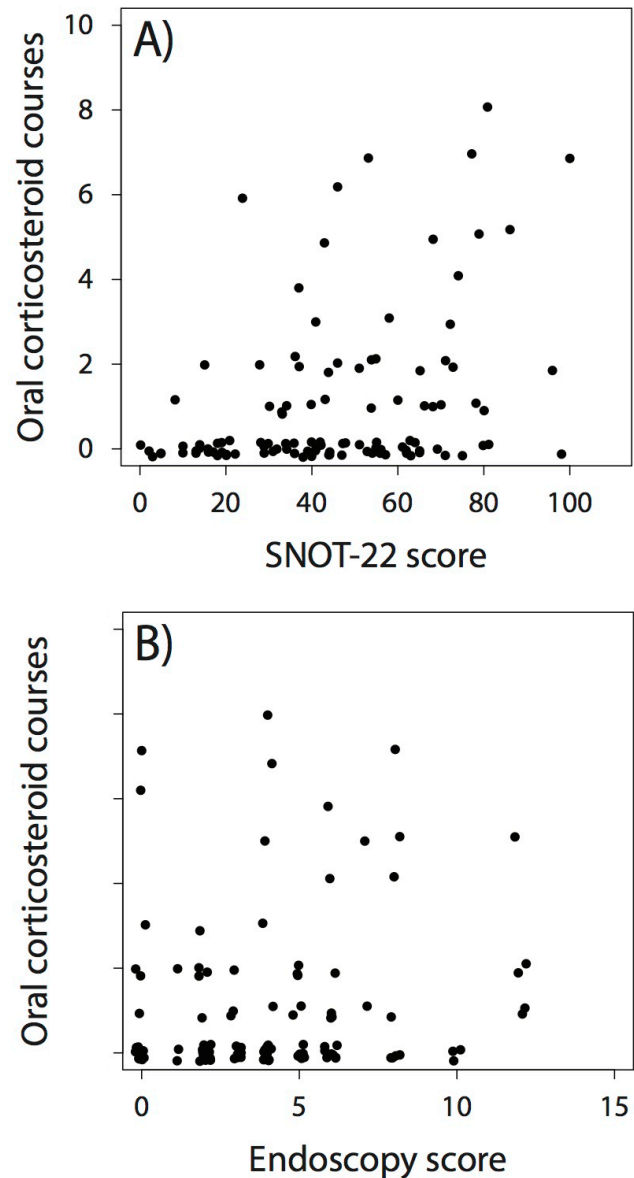 A)
10
8
6
4
2
0
Oral corticosteroid courses
0 20 40 60 80 100
SNOT-22 score
B)
Oral corticosteroid courses
0 5 10 15
Endoscopy score